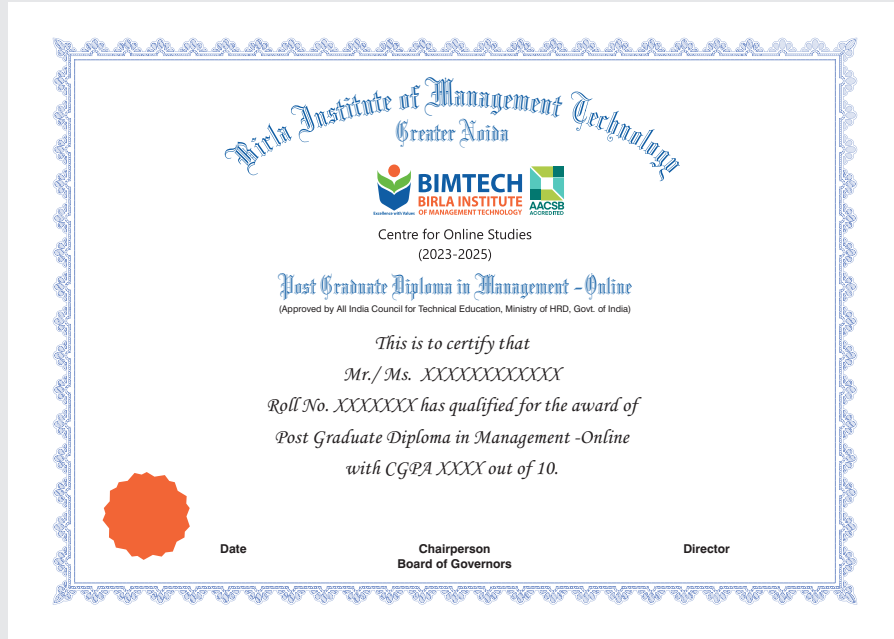 Birla Institute of Management Technology
Greater Noida
BIMTECH
BIRLA INSTITUTE
OF MANAGEMENT TECHNOLOGY
Excellence with Values
AACSB
ACCREDITED
Centre for Online Studies
(2023-2025)
Post Graduate Diploma in Management -Online
(Approved by All India Council for Technical Education, Ministry of HRD, Govt. of India)
This is to certify that
Mr./ Ms. XXXXXXXXXXXX
Roll No. XXXXXXX has qualified for the award of
Post Graduate Diploma in Management -Online
with CGPA XXXX out of 10.
Date
Chairperson
Board of Governors
Director